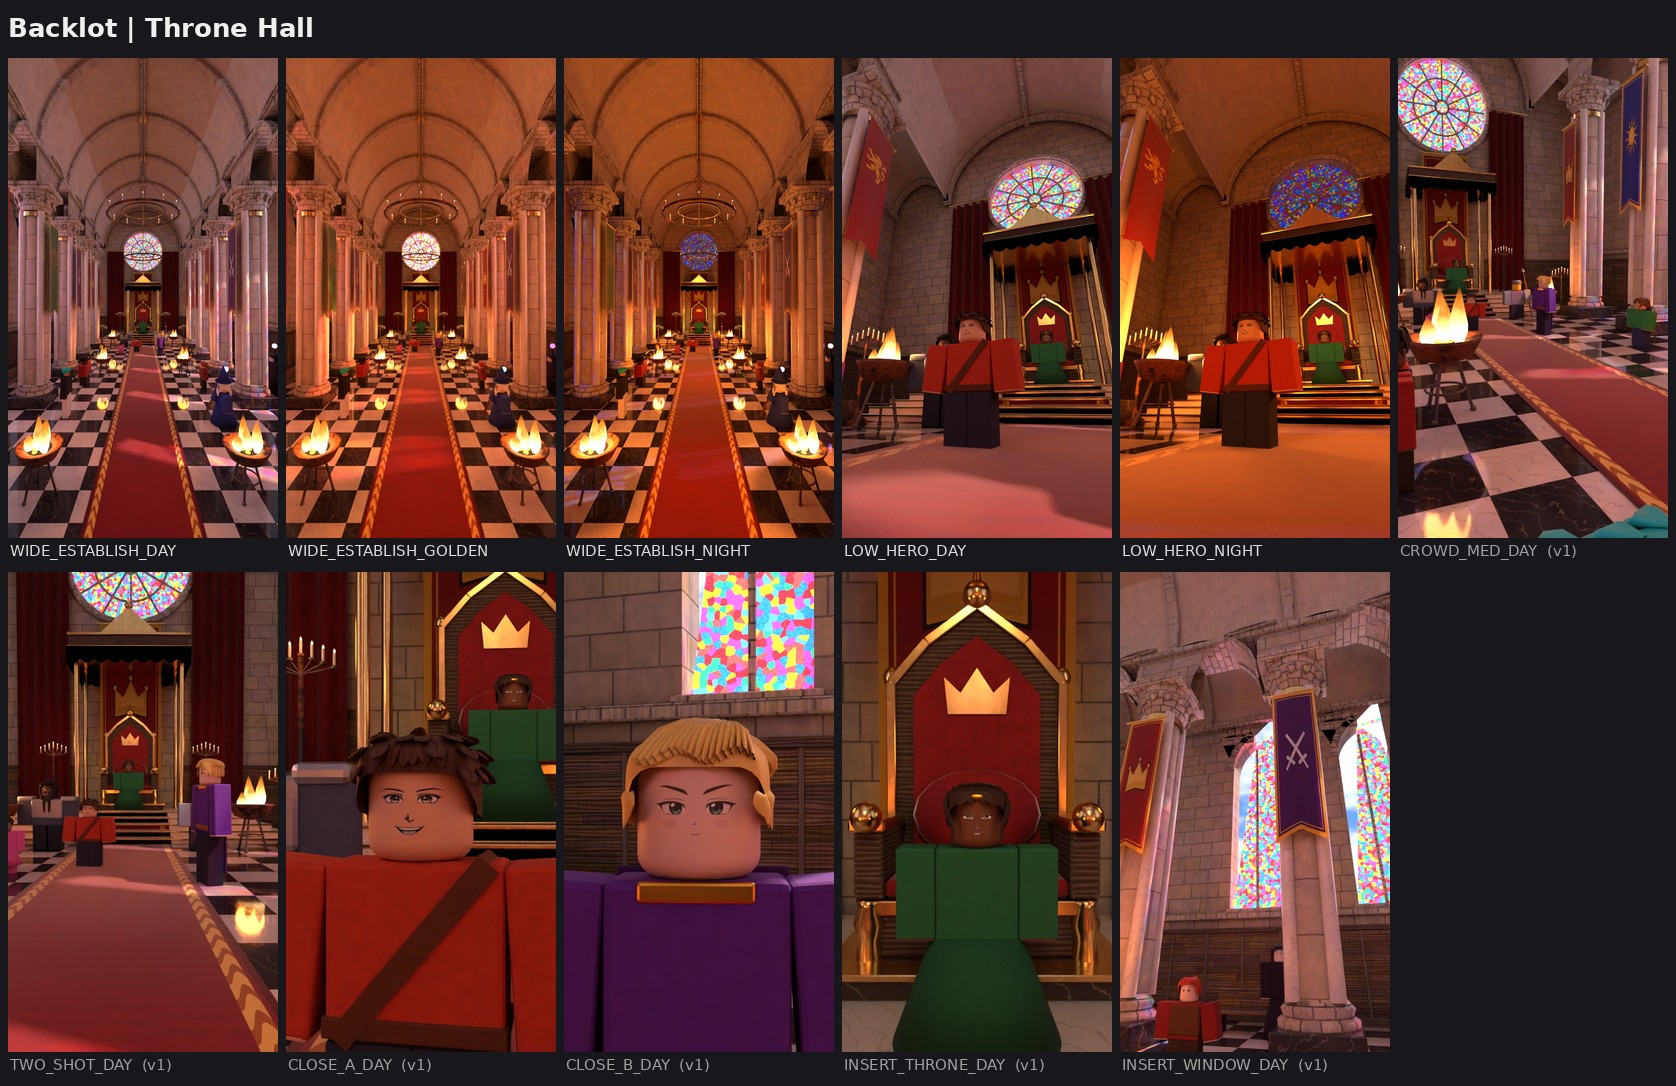 Backlot | Throne Hall
WIDE_ESTABLISH_DAY
WIDE_ESTABLISH_GOLDEN
WIDE_ESTABLISH_NIGHT
LOW_HERO_DAY
LOW_HERO_NIGHT
CROWD_MED_DAY (v1)
TWO_SHOT_DAY (v1)
CLOSE_A_DAY (v1)
CLOSE_B_DAY (v1)
INSERT_THRONE_DAY (v1)
INSERT_WINDOW_DAY (v1)